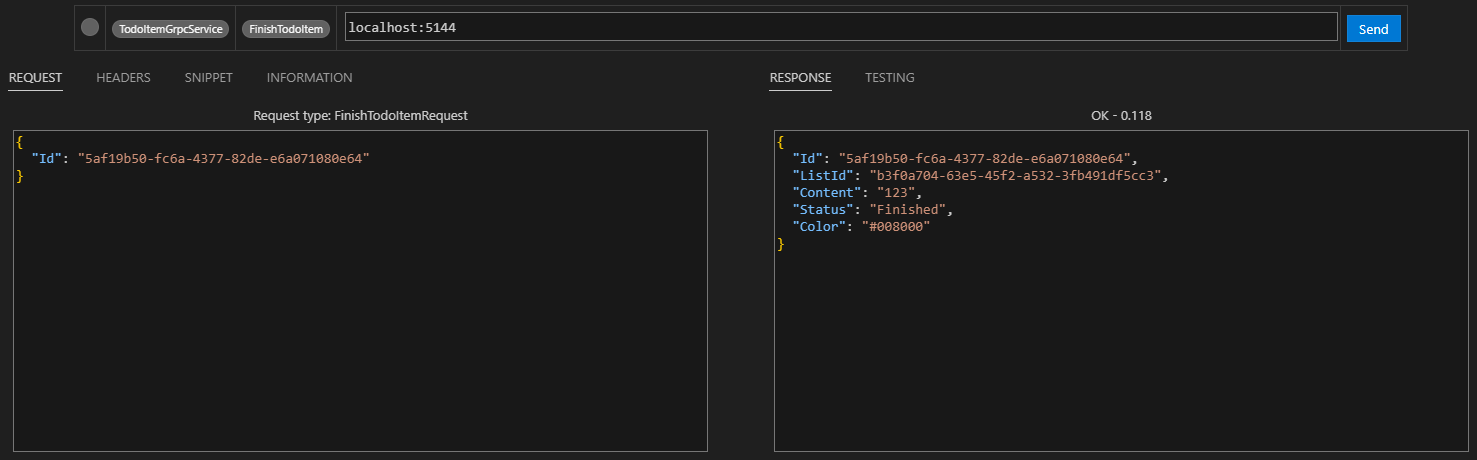 TodoItemGrpcService FinishTodoItem localhost:5144 Send
REQUEST HEADERS SNIPPET INFORMATION
Request type: FinishTodoItemRequest
{
"Id": "5af19b50-fc6a-4377-82de-e6a071080e64"
}
RESPONSE TESTING
OK - 0.118
{
"Id": "5af19b50-fc6a-4377-82de-e6a071080e64",
"ListId": "b3f0a704-63e5-45f2-a532-3fb491df5cc3",
"Content": "123",
"Status": "Finished",
"Color": "#008000"
}